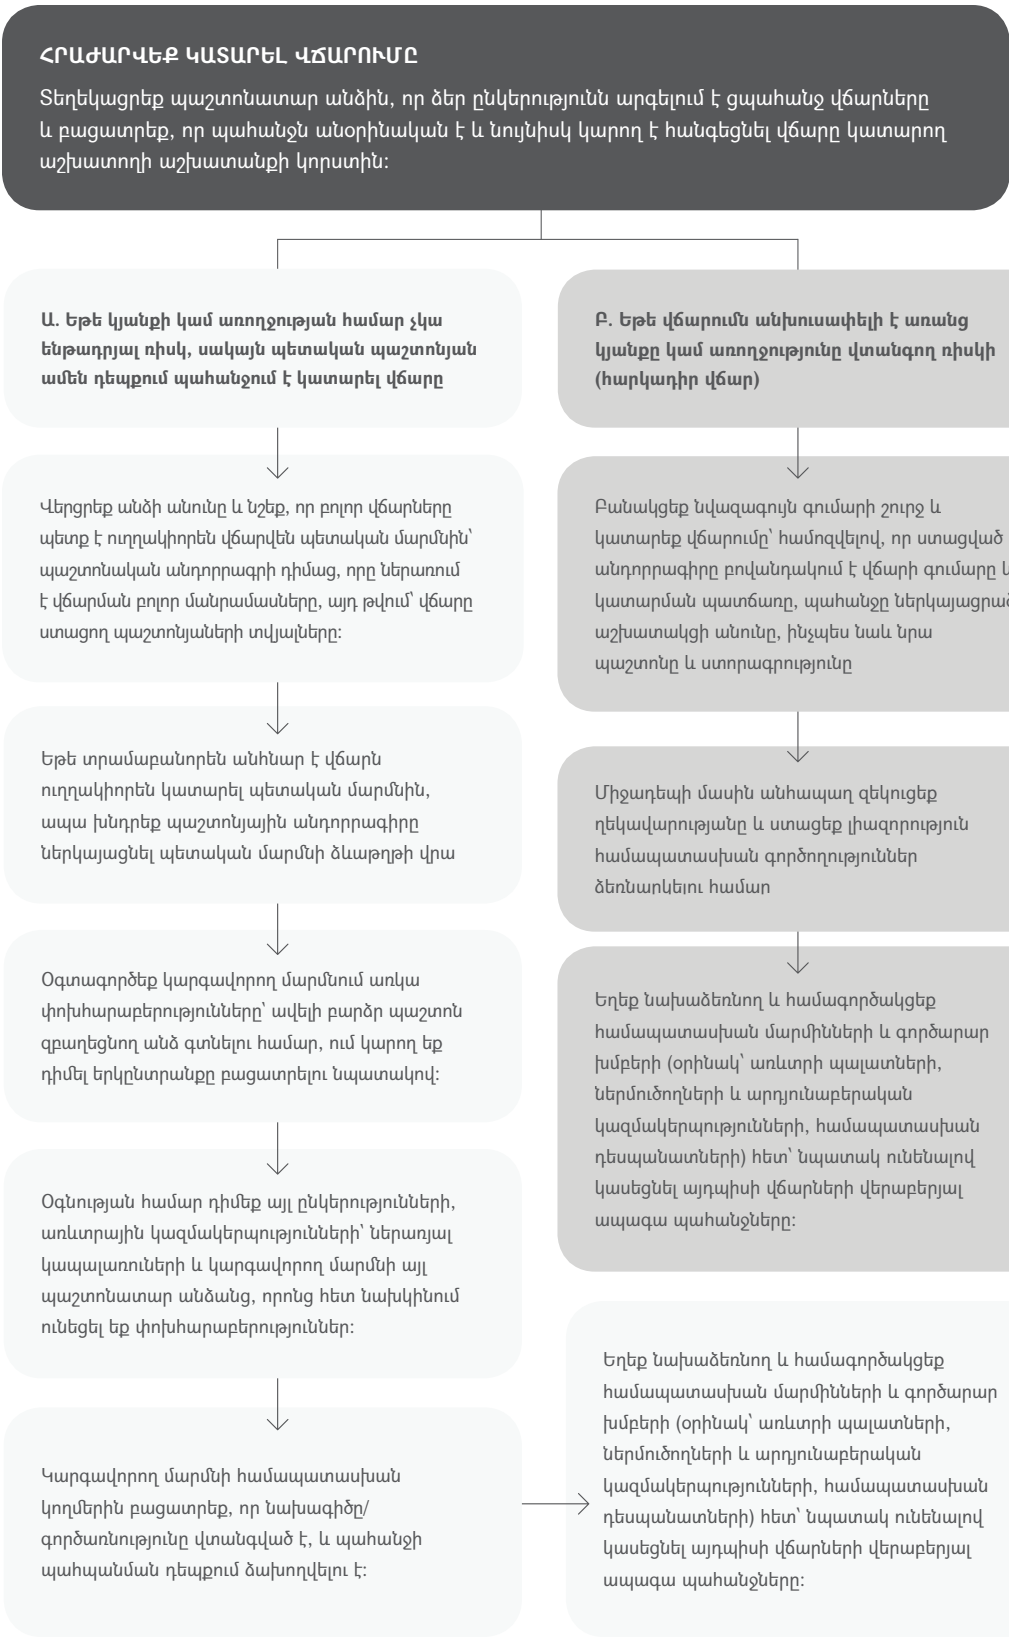 ՀՐԱԺԱՐՎԵՔ ԿԱՏԱՐԵԼ ՎՃԱՐՈՒՄԸ
Տեղեկացրեք պաշտոնատար անձին, որ ձեր ընկերությունն արգելում է ցպահանջ վճարները
և բացատրեք, որ պահանջն անօրինական է և նույնիսկ կարող է հանգեցնել վճարը կատարող
աշխատողի աշխատանքի կորստին:
Ա. Եթե կյանքի կամ առողջության համար չկա
ենթադրյալ ռիսկ, սակայն պետական պաշտոնյան
ամեն դեպքում պահանջում է կատարել վճարը
Վերցրեք անձի անունը և նշեք, որ բոլոր վճարները
պետք է ուղղակիորեն վճարվեն պետական մարմնին՝
պաշտոնական անդորրագրի դիմաց, որը ներառում
է վճարման բոլոր մանրամասները, այդ թվում՝ վճարը
ստացող պաշտոնյաների տվյալները:
Եթե տրամաբանորեն անհնար է վճարն
ուղղակիորեն կատարել պետական մարմնին,
ապա խնդրեք պաշտոնյային անդորրագիրը
ներկայացնել պետական մարմնի ձևաթղթի վրա
Օգտագործեք կարգավորող մարմնում առկա
փոխհարաբերությունները՝ ավելի բարձր պաշտոն
զբաղեցնող անձ գտնելու համար, ում կարող եք
դիմել երկընտրանքը բացատրելու նպատակով:
Օգնության համար դիմեք այլ ընկերությունների,
առևտրային կազմակերպությունների՝ ներառյալ
կապալառուների և կարգավորող մարմնի այլ
պաշտոնատար անձանց, որոնց հետ նախկինում
ունեցել եք փոխհարաբերություններ:
Կարգավորող մարմնի համապատասխան
կողմերին բացատրեք, որ նախագիծը/
գործառնությունը վտանգված է, և պահանջի
պահպանման դեպքում ձախողվելու է:
Բ. Եթե վճարումն անխուսափելի է առանց
կյանքը կամ առողջությունը վտանգող ռիսկի
(հարկադիր վճար)
Բանակցեք նվազագույն գումարի շուրջ և
կատարեք վճարումը՝ համոզվելով, որ ստացված
անդորրագիրը բովանդակում է վճարի գումարը և
կատարման պատճառը, պահանջը ներկայացրած
աշխատակցի անունը, ինչպես նաև նրա
պաշտոնը և ստորագրությունը
Միջադեպի մասին անհապաղ զեկուցեք
ղեկավարությանը և ստացեք լիազորություն
համապատասխան գործողություններ
ձեռնարկելու համար
Եղեք նախաձեռնող և համագործակցեք
համապատասխան մարմինների և գործարար
խմբերի (օրինակ՝ առևտրի պալատների,
ներմուծողների և արդյունաբերական
կազմակերպությունների, համապատասխան
դեսպանատների) հետ՝ նպատակ ունենալով
կասեցնել այդպիսի վճարների վերաբերյալ
ապագա պահանջները:
Եղեք նախաձեռնող և համագործակցեք
համապատասխան մարմինների և գործարար
խմբերի (օրինակ՝ առևտրի պալատների,
ներմուծողների և արդյունաբերական
կազմակերպությունների, համապատասխան
դեսպանատների) հետ՝ նպատակ ունենալով
կասեցնել այդպիսի վճարների վերաբերյալ
ապագա պահանջները: